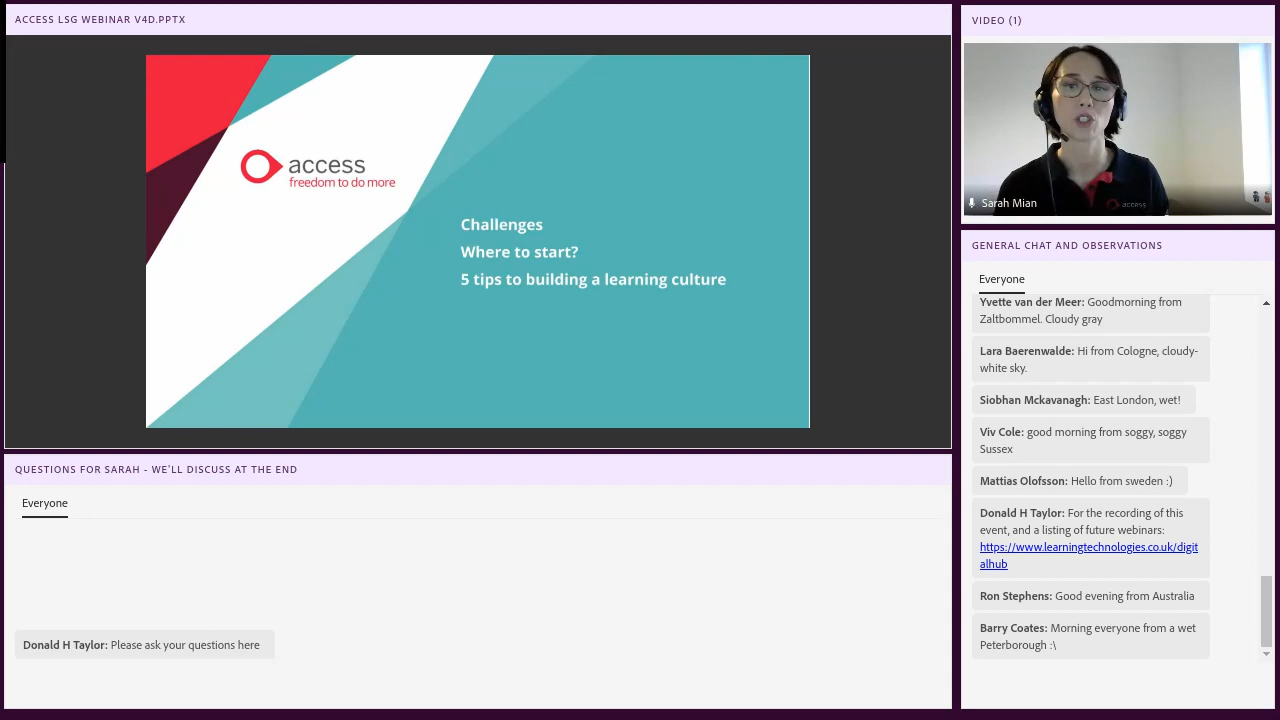 ACCESS LSG WEBINAR V4D.PPTX
access
freedom to do more
Challenges
Where to start?
5 tips to building a learning culture
VIDEO (1)
Sarah Mian
access
GENERAL CHAT AND OBSERVATIONS
Everyone
Yvette van der Meer: Goodmorning from
Zaltbommel. Cloudy gray
Lara Baerenwalde: Hi from Cologne, cloudy-
white sky.
Siobhan Mckavanagh: East London, wet!
Viv Cole: good morning from soggy, soggy
Sussex
Mattias Olofsson: Hello from sweden :)
Donald H Taylor: For the recording of this
event, and a listing of future webinars:
https://www.learningtechnologies.co.uk/digit
alhub
Ron Stephens: Good evening from Australia
Barry Coates: Morning everyone from a wet
Peterborough :\
QUESTIONS FOR SARAH - WE'LL DISCUSS AT THE END
Everyone
Donald H Taylor: Please ask your questions here